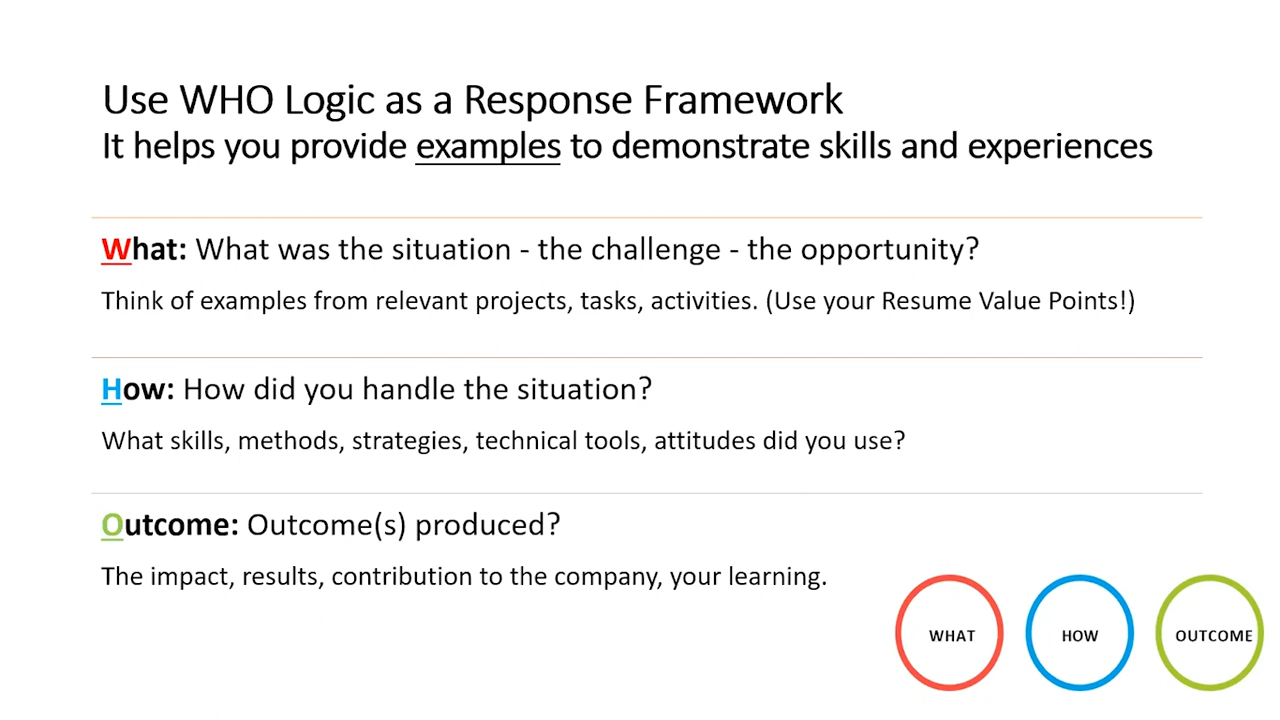 Use WHO Logic as a Response Framework
It helps you provide examples to demonstrate skills and experiences
What: What was the situation - the challenge - the opportunity?
Think of examples from relevant projects, tasks, activities. (Use your Resume Value Points!)
How: How did you handle the situation?
What skills, methods, strategies, technical tools, attitudes did you use?
Outcome: Outcome(s) produced?
The impact, results, contribution to the company, your learning.
WHAT HOW OUTCOME